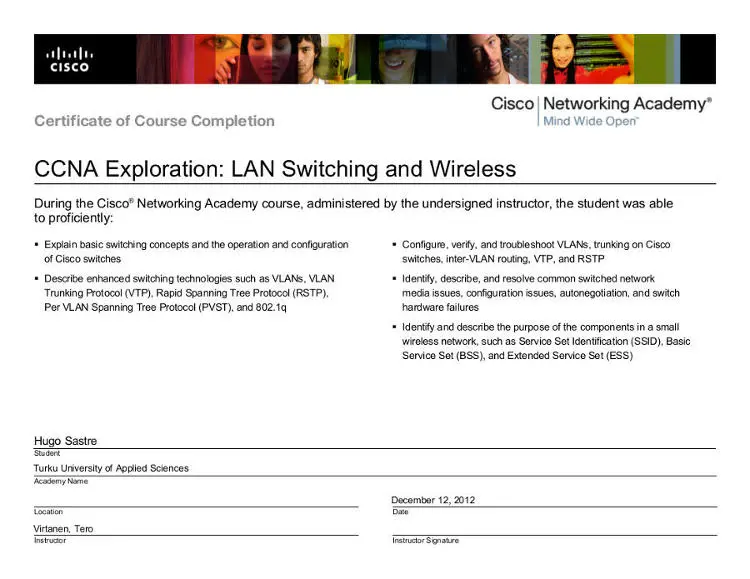 CISCO
Cisco | Networking Academy®
Mind Wide Open™
Certificate of Course Completion
CCNA Exploration: LAN Switching and Wireless
During the Cisco® Networking Academy course, administered by the undersigned instructor, the student was able
to proficiently:
▪ Explain basic switching concepts and the operation and configuration
of Cisco switches
▪ Describe enhanced switching technologies such as VLANs, VLAN
Trunking Protocol (VTP), Rapid Spanning Tree Protocol (RSTP),
Per VLAN Spanning Tree Protocol (PVST), and 802.1q
▪ Configure, verify, and troubleshoot VLANs, trunking on Cisco
switches, inter-VLAN routing, VTP, and RSTP
▪ Identify, describe, and resolve common switched network
media issues, configuration issues, autonegotiation, and switch
hardware failures
▪ Identify and describe the purpose of the components in a small
wireless network, such as Service Set Identification (SSID), Basic
Service Set (BSS), and Extended Service Set (ESS)
Hugo Sastre
Student
Turku University of Applied Sciences
Academy Name
Location
December 12, 2012
Date
Virtanen, Tero
Instructor
Instructor Signature